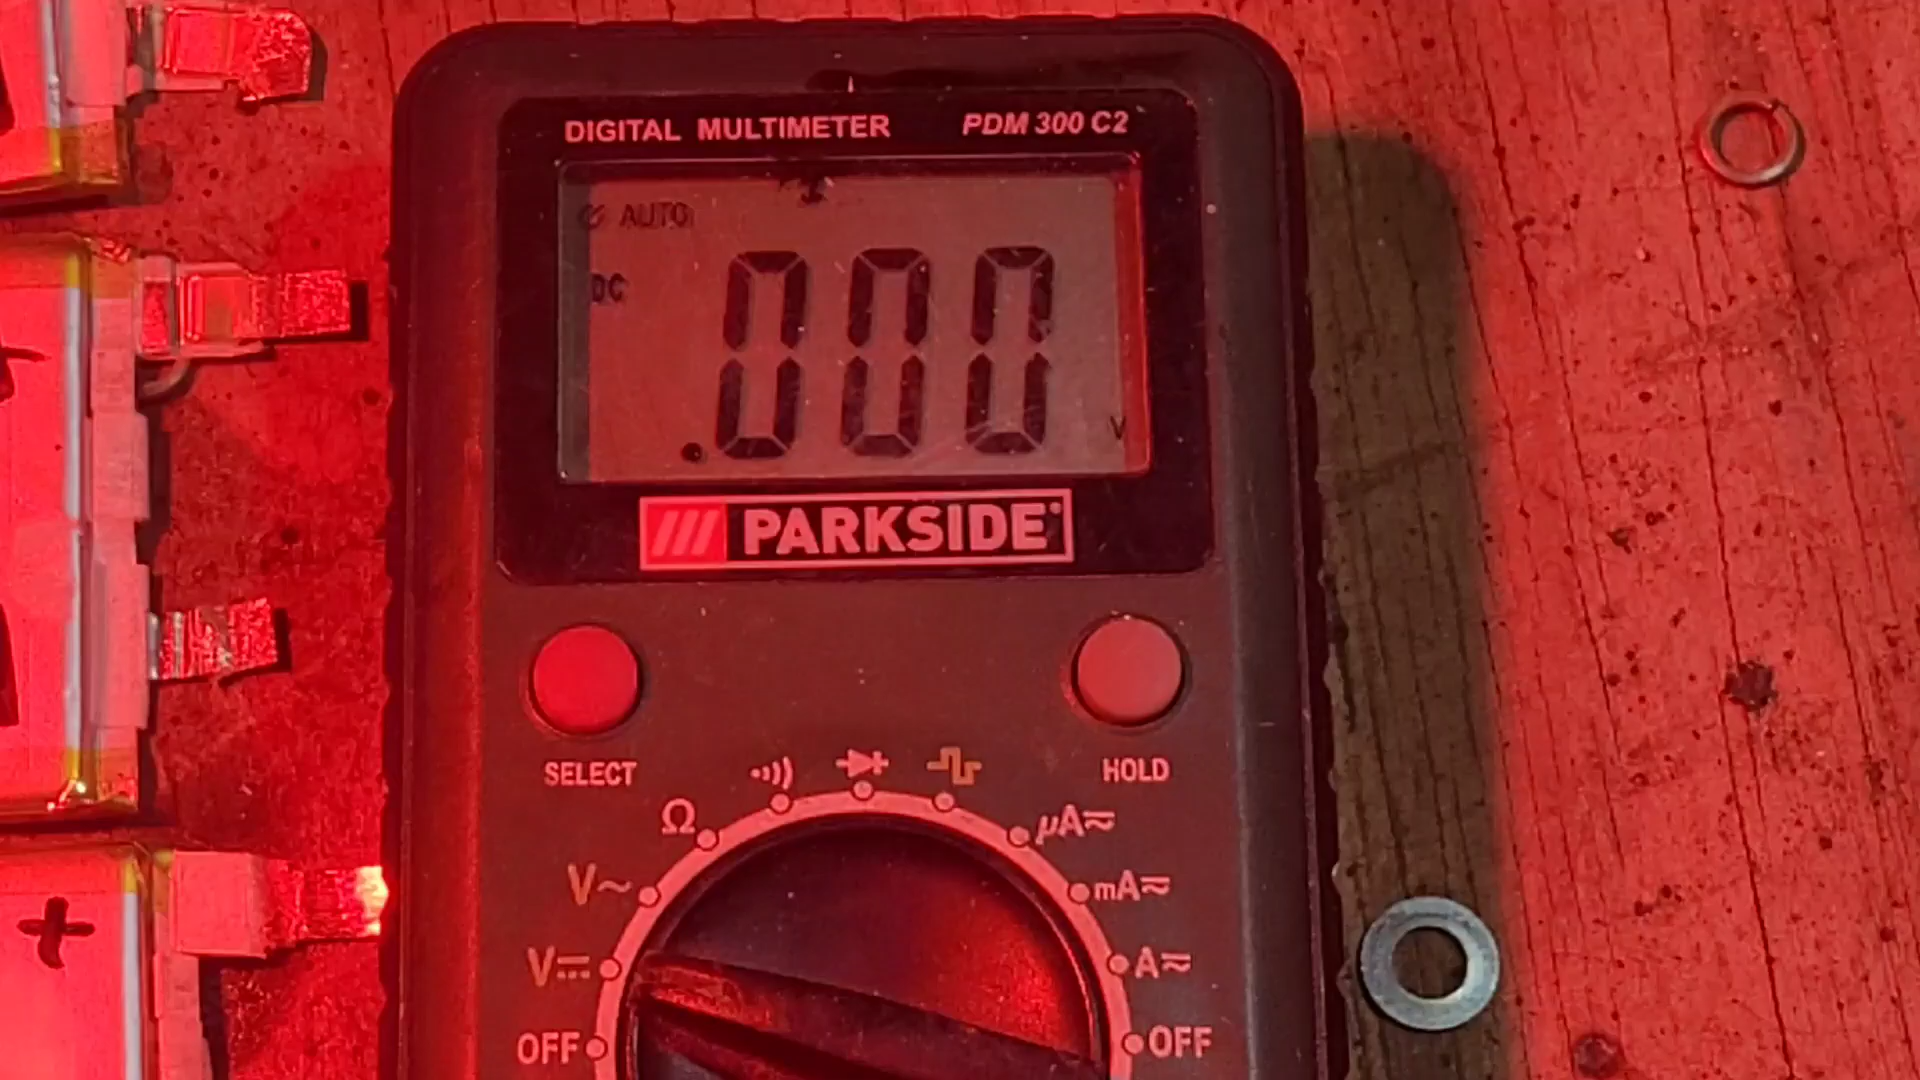 DIGITAL MULTIMETER PDM 300 C2
AUTO
DC
.000
V
PARKSIDE
SELECT
HOLD
Ω
µA
V~
mA
V
A
OFF
OFF
+